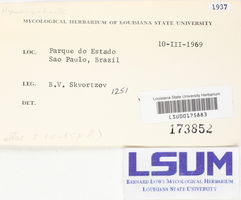 1937
MYCOLOGICAL HERBARIUM OF LOUISIANA STATE UNIVERSITY
10-III-1969
LOC. Parque do Estado
Sao Paulo, Brazil
LEG. B.V. Skvortzov
1251
DET.
Louisiana State University Herbarium
LSU00175883
173852
LSUM
BERNARD LOWY MYCOLOGICAL HERBARIUM
LOUISIANA STATE UNIVERSITY